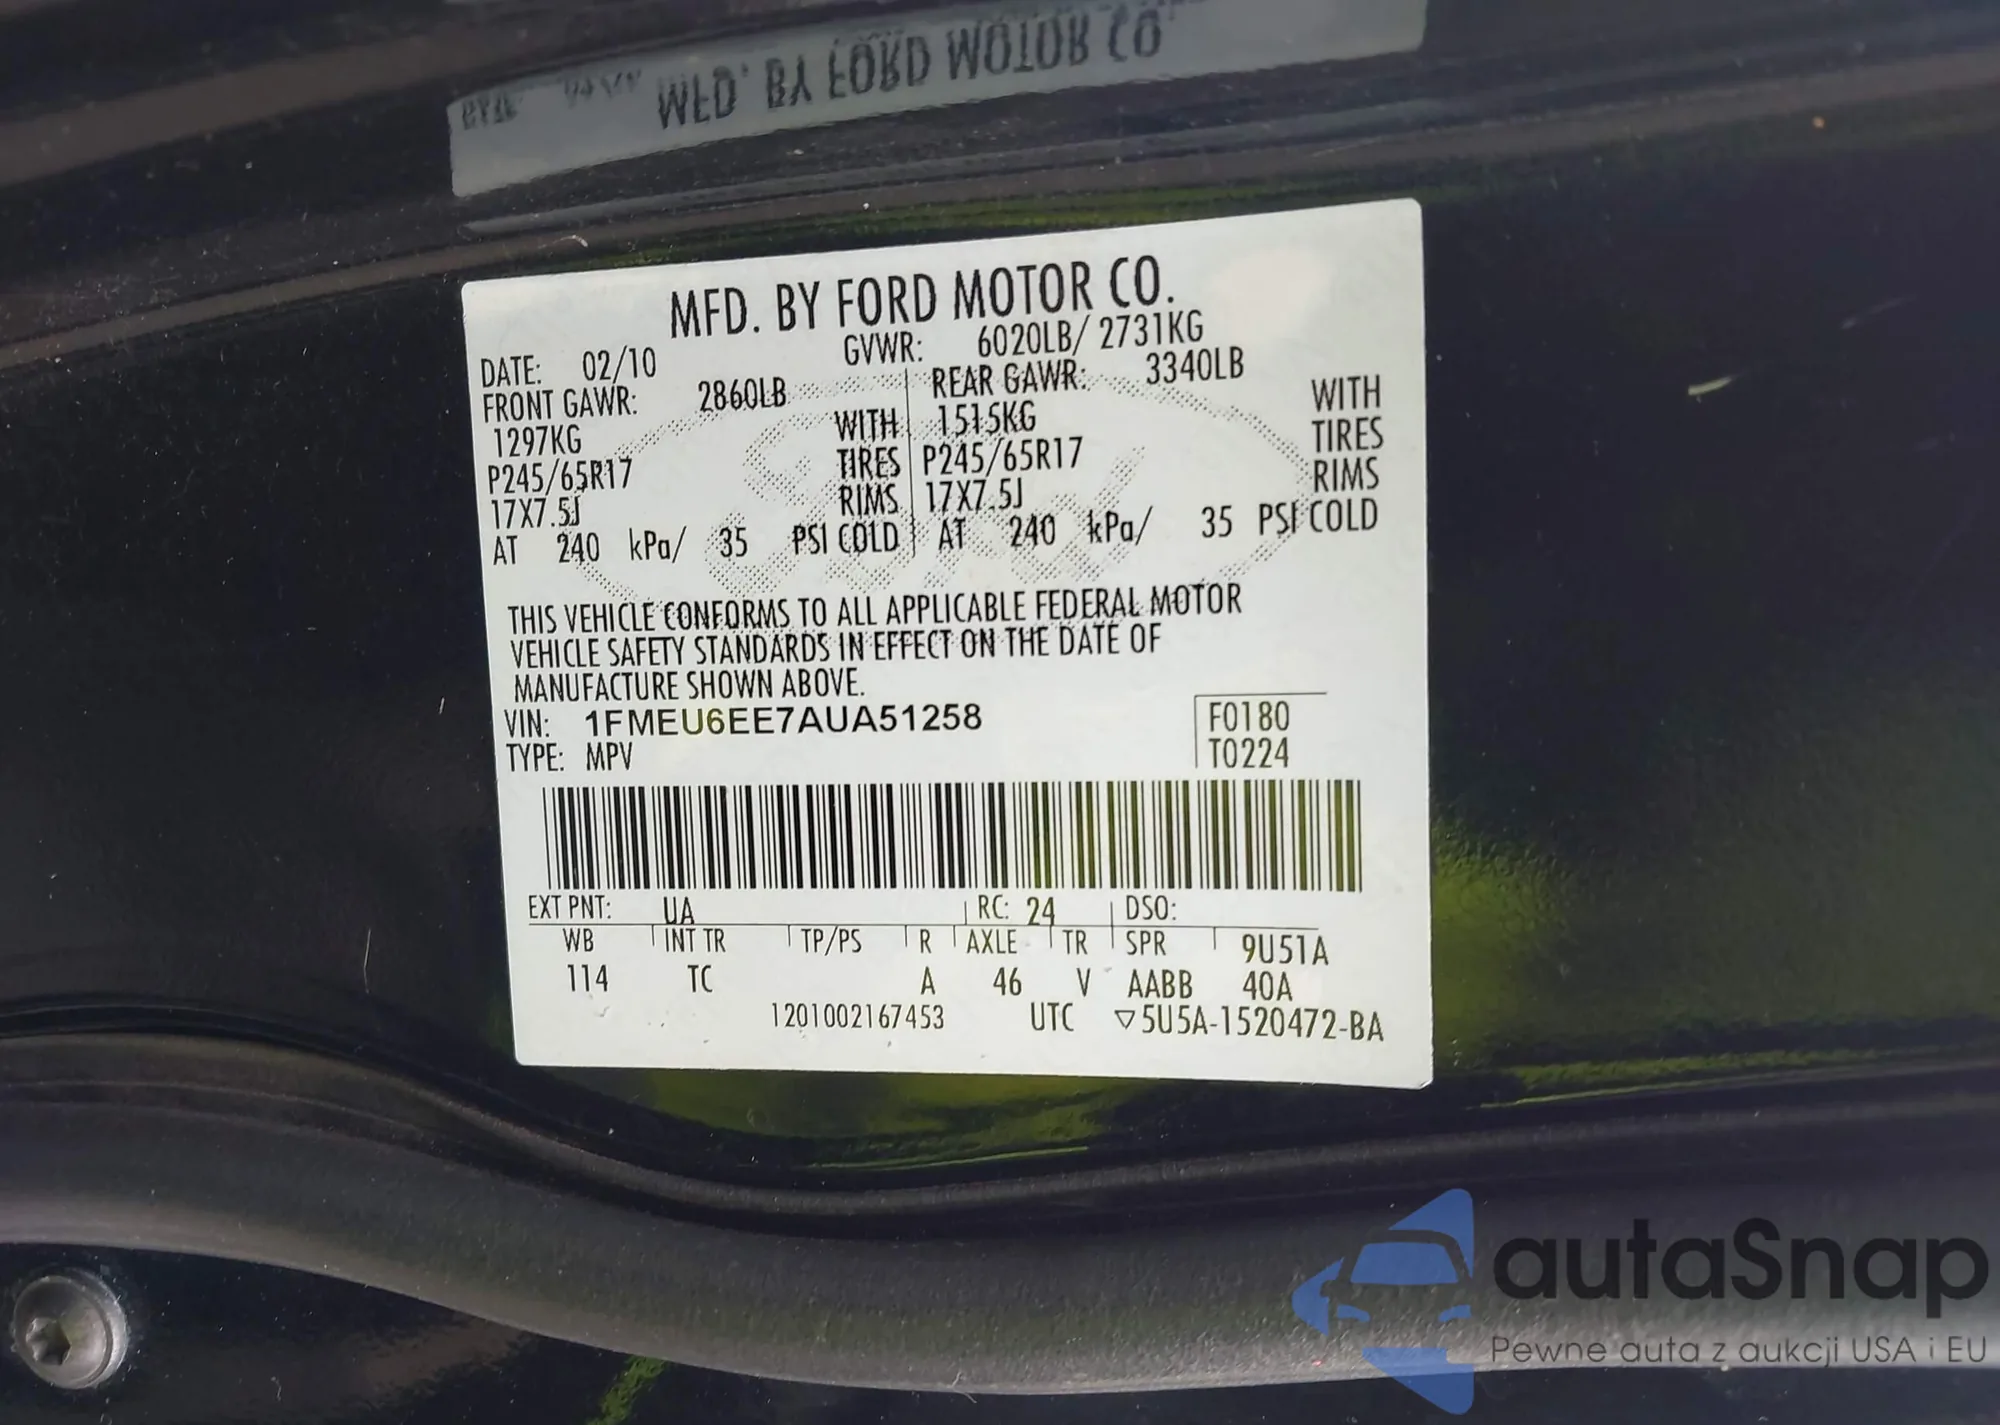 MFD. BY FORD MOTOR CO
MFD. BY FORD MOTOR CO.
DATE: 02/10 GVWR: 6020LB/ 2731KG
FRONT GAWR: 2860LB REAR GAWR: 3340LB
1297KG WITH 1515KG WITH
P245/65R17 TIRES P245/65R17 TIRES
17X7.5J RIMS 17X7.5J RIMS
AT 240 kPa/ 35 PSI COLD AT 240 kPa/ 35 PSI COLD
THIS VEHICLE CONFORMS TO ALL APPLICABLE FEDERAL MOTOR
VEHICLE SAFETY STANDARDS IN EFFECT ON THE DATE OF
MANUFACTURE SHOWN ABOVE.
VIN: 1FMEU6EE7AUA51258 F0180
TYPE: MPV T0224
EXT PNT: UA RC: 24 DSO:
WB INT TR TP/PS R AXLE TR SPR 9U51A
114 TC A 46 V AABB 40A
1201002167453 UTC ▽5U5A-1520472-BA
autaSnap
Pewne auta z aukcji USA i EU